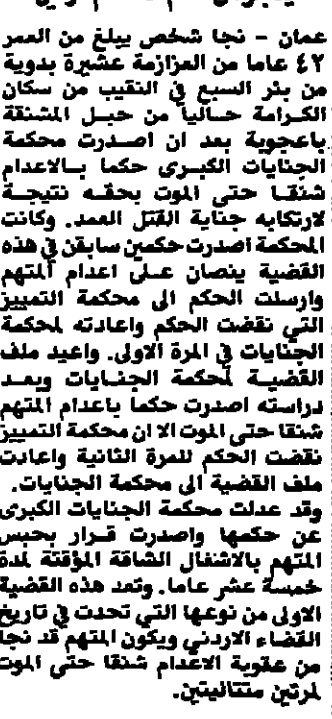 عمان - نجا شخص يبلغ من العمر
٤٢ عاما من العزازمة عشيرة بدوية
من بئر السبع في النقيب من سكان
الكرامة حالياً من حبل المشنقة
باعجوبة بعد ان اصدرت محكمة
الجنايات الكبرى حكما بالاعدام
شنقا حتى الموت بحقه نتيجة
لارتكابه جناية القتل العمد. وكانت
المحكمة اصدرت حكمين سابقن في هذه
القضية ينصان على اعدام المتهم
وارسلت الحكم الى محكمة التمييز
التي نقضت الحكم واعادته لمحكمة
الجنايات في المرة الاولى. واعيد ملف
القضية لمحكمة الجنايات وبعد
دراسته اصدرت حكماً باعدام المتهم
شنقا حتى الموت الا ان محكمة التمييز
نقضت الحكم للمرة الثانية واعادت
ملف القضية الى محكمة الجنايات.
وقد عدلت محكمة الجنايات الكبرى
عن حكمها واصدرت قرار بحبس
المتهم بالاشغال الشاقة المؤقتة لمدة
خمسة عشر عاما. وتعد هذه القضية
الاولى من نوعها التي تحدث في تاريخ
القضاء الاردني ويكون المتهم قد نجا
من عقوبة الاعدام شنقا حتى الموت
لمرتين متتاليتين.